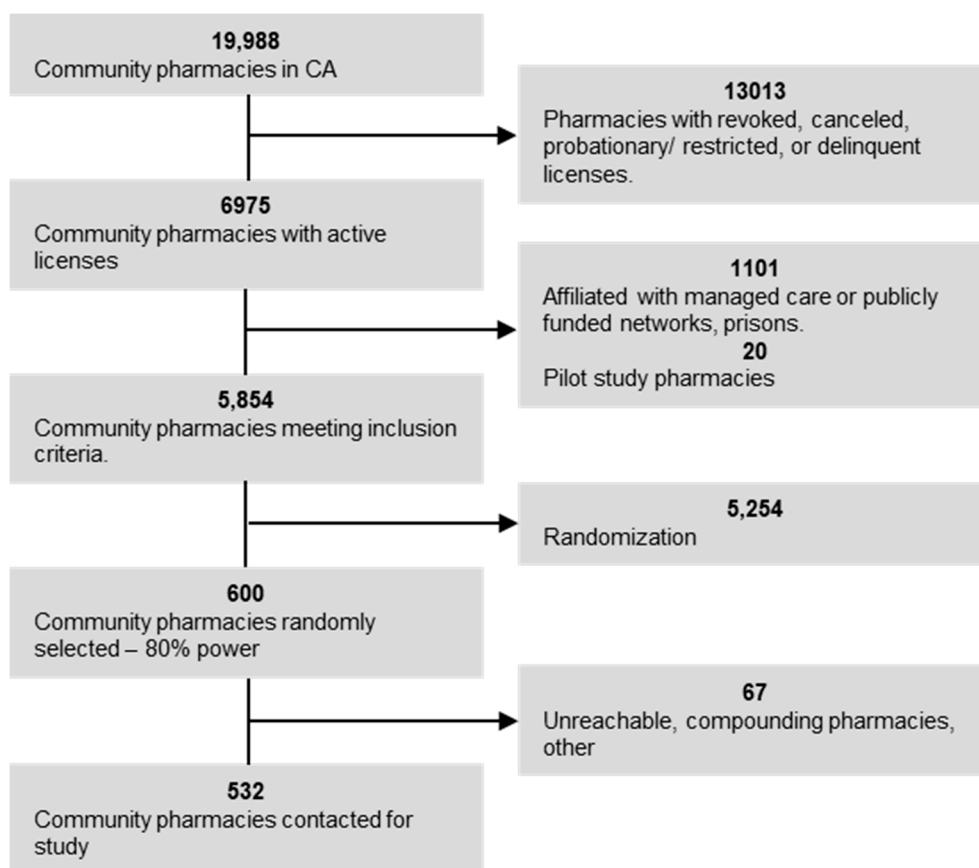 19,988
Community pharmacies in CA
13013
Pharmacies with revoked, canceled,
probationary/ restricted, or delinquent
licenses.
6975
Community pharmacies with active
licenses
1101
Affiliated with managed care or publicly
funded networks, prisons.
20
Pilot study pharmacies
5,854
Community pharmacies meeting inclusion
criteria.
5,254
Randomization
600
Community pharmacies randomly
selected – 80% power
67
Unreachable, compounding pharmacies,
other
532
Community pharmacies contacted for
study